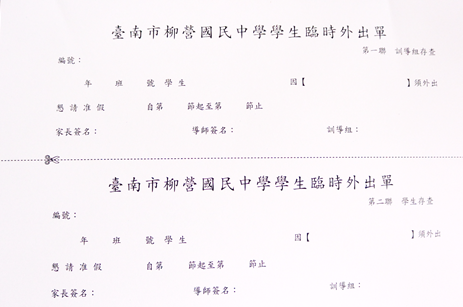 臺南市柳營國民中學學生臨時外出單
第一聯 訓導組存查
編號：
年 班 號 學生 因【 】須外出
懇請准假 自第 節起至第 節止
家長簽名： 導師簽名： 訓導組：
臺南市柳營國民中學學生臨時外出單
第二聯 學生存查
編號：
年 班 號 學生 因【 】須外出
懇請准假 自第 節起至第 節止
家長簽名： 導師簽名： 訓導組：